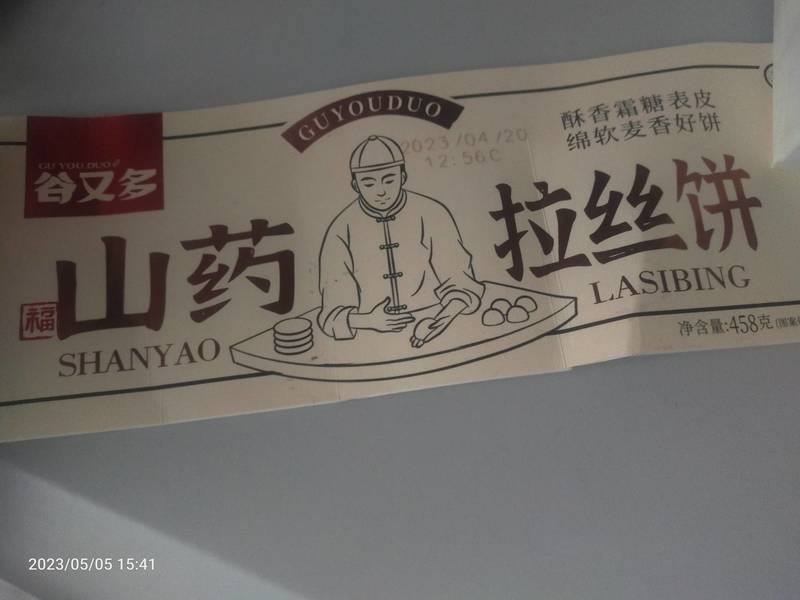 GUYOUDUO
2023/04/20
12:56C
酥香霜糖表皮
绵软麦香好饼
GU YOU DUO
谷又多
山药
拉丝饼
福
SHANYAO
LASIBING
净含量:458克
2023/05/05 15:41